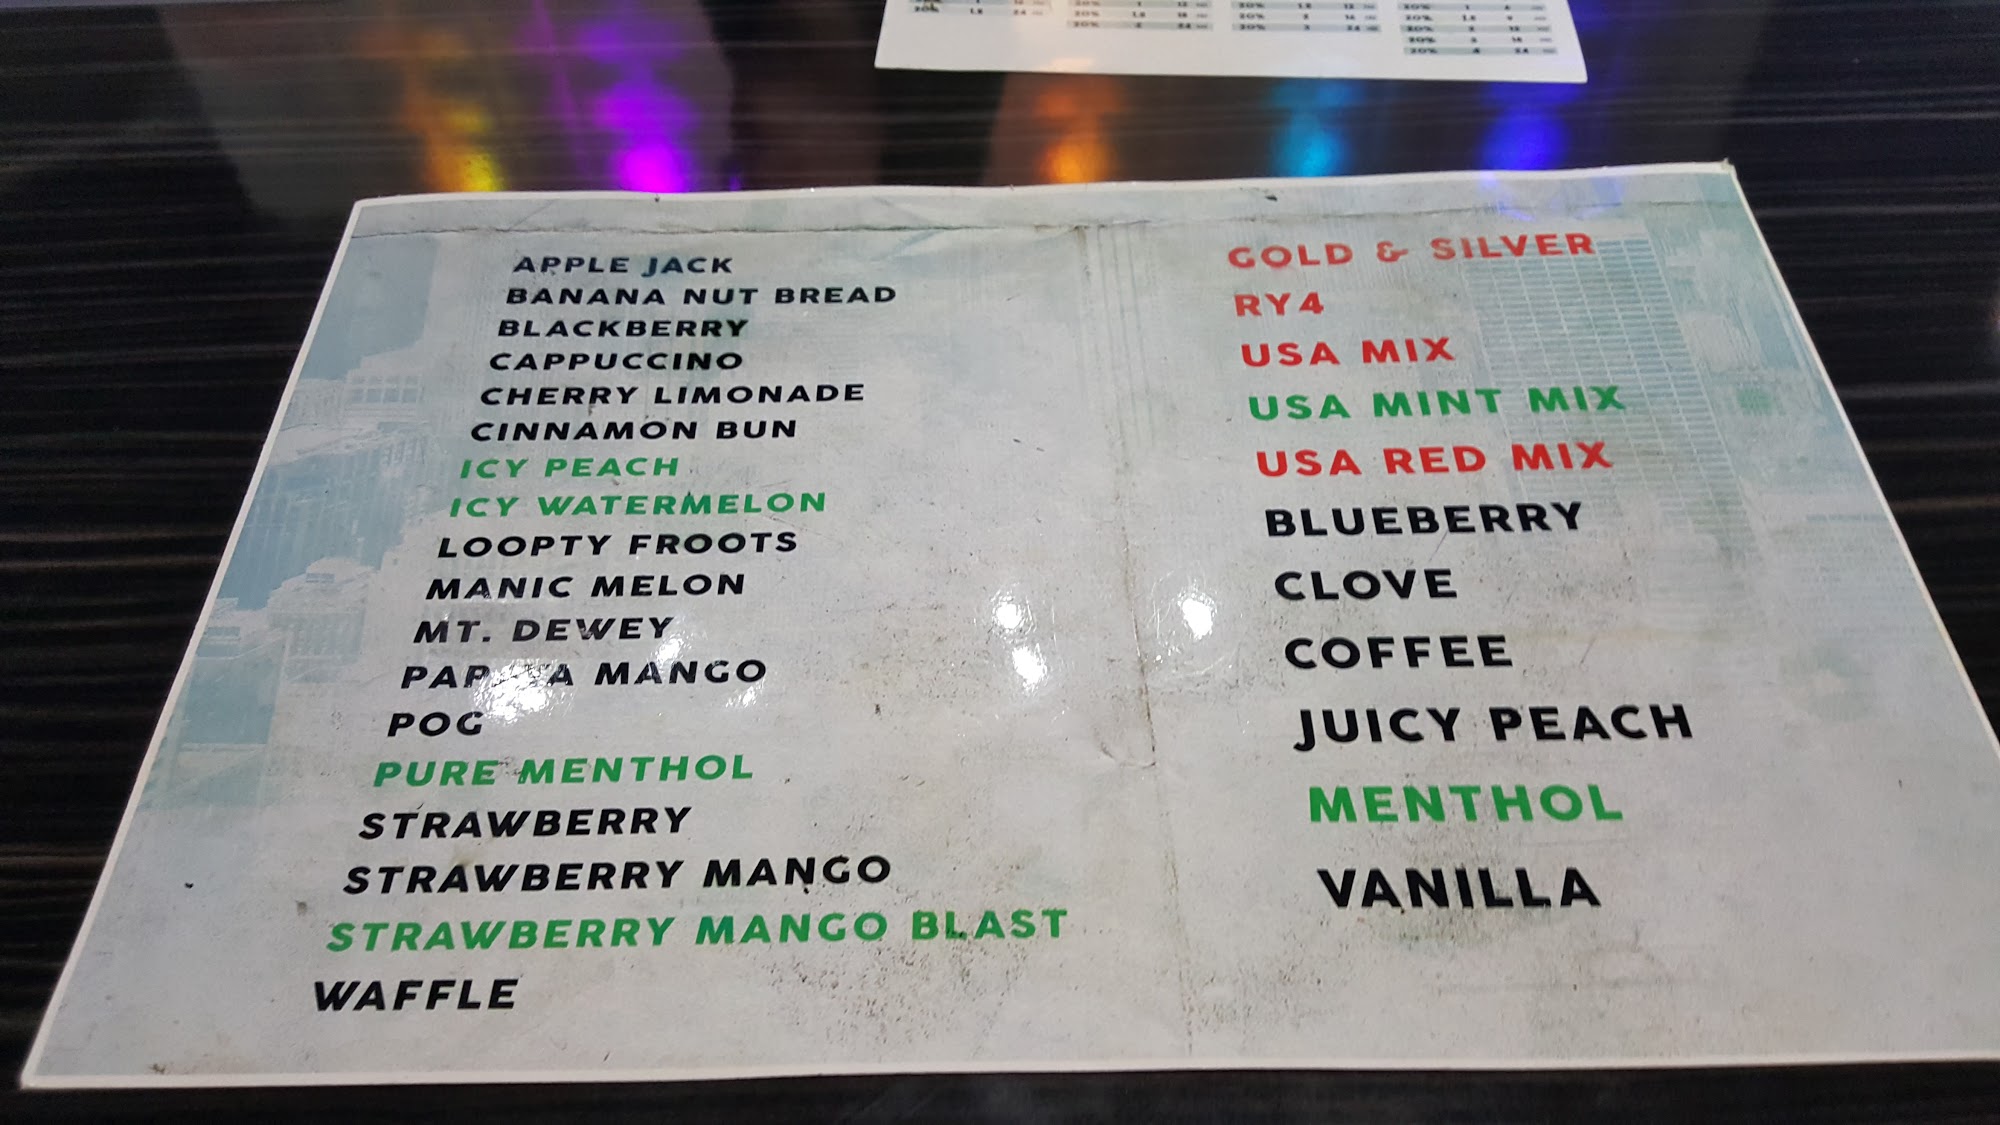 APPLE JACK
BANANA NUT BREAD
BLACKBERRY
CAPPUCCINO
CHERRY LIMONADE
CINNAMON BUN
ICY PEACH
ICY WATERMELON
LOOPTY FROOTS
MANIC MELON
MT. DEWEY
PAPAYA MANGO
POG
PURE MENTHOL
STRAWBERRY
STRAWBERRY MANGO
STRAWBERRY MANGO BLAST
WAFFLE
GOLD & SILVER
RY4
USA MIX
USA MINT MIX
USA RED MIX
BLUEBERRY
CLOVE
COFFEE
JUICY PEACH
MENTHOL
VANILLA